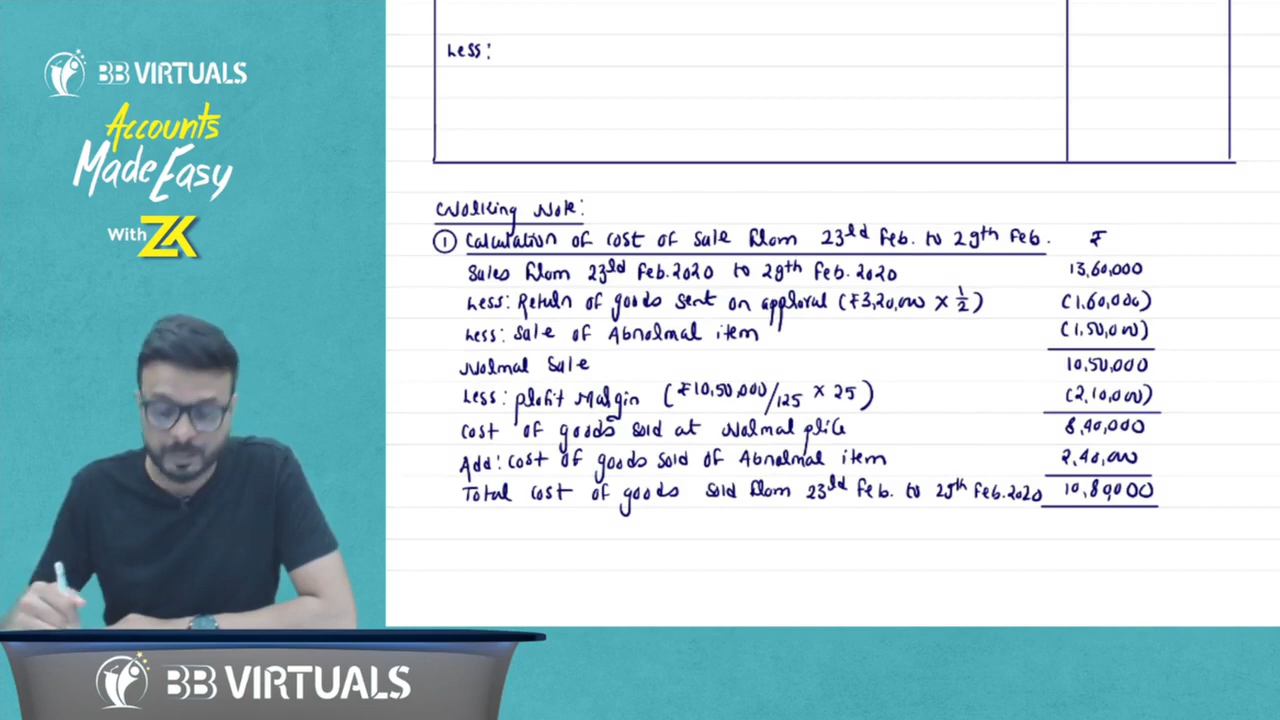 BB VIRTUALS
Accounts
Made Easy
With ZK
Less:
Working Note:
① Calculation of cost of sale from 23rd Feb. to 29th Feb. ₹
Sales from 23rd Feb. 2020 to 29th Feb. 2020 13,60,000
Less: Return of goods sent on approval (₹3,20,000 × 1/2) (1,60,000)
Less: Sale of Abnormal item (1,50,000)
Normal Sale 10,50,000
Less: profit Margin (₹10,50,000/125 × 25) (2,10,000)
Cost of goods sold at Normal price 8,40,000
Add: Cost of goods sold of Abnormal item 2,40,000
Total cost of goods sold from 23rd Feb. to 29th Feb. 2020 10,80,000
BB VIRTUALS